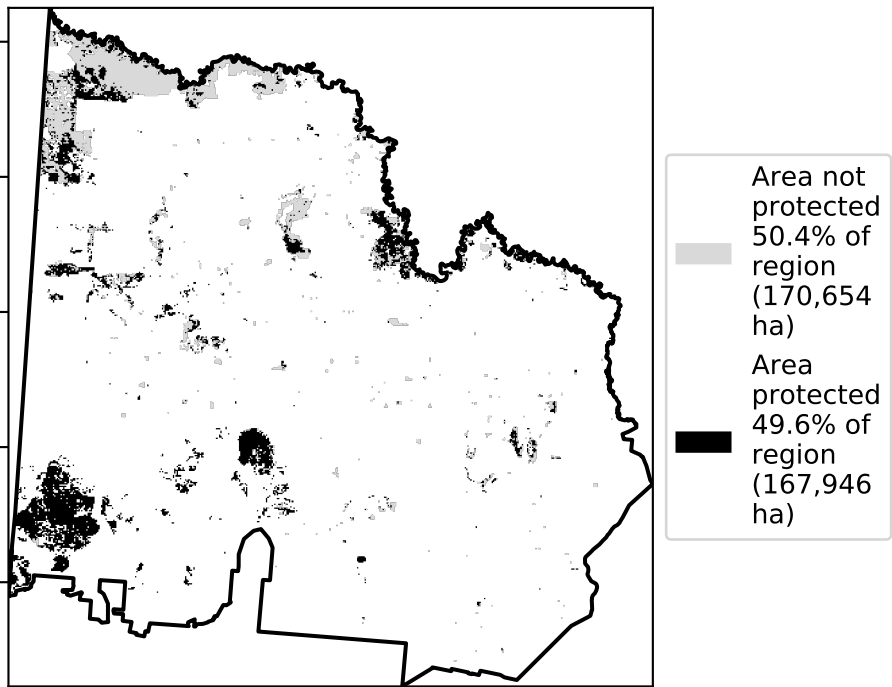 Area not
protected
50.4% of
region
(170,654
ha)
Area
protected
49.6% of
region
(167,946
ha)